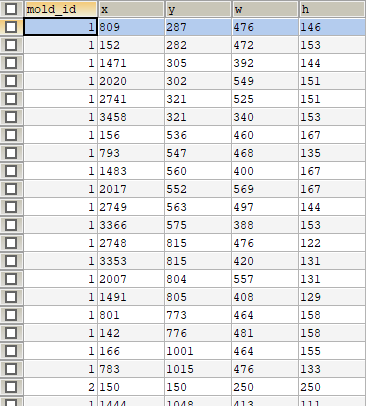 mold_id x y w h
1 809 287 476 146
1 152 282 472 153
1 1471 305 392 144
1 2020 302 549 151
1 2741 321 525 151
1 3458 321 340 153
1 156 536 460 167
1 793 547 468 135
1 1483 560 400 167
1 2017 552 569 167
1 2749 563 497 144
1 3366 575 388 153
1 2748 815 476 122
1 3353 815 420 131
1 2007 804 557 131
1 1491 805 408 129
1 801 773 464 158
1 142 776 481 158
1 166 1001 464 155
1 783 1015 476 133
2 150 150 250 250
1 1444 1048 413 111